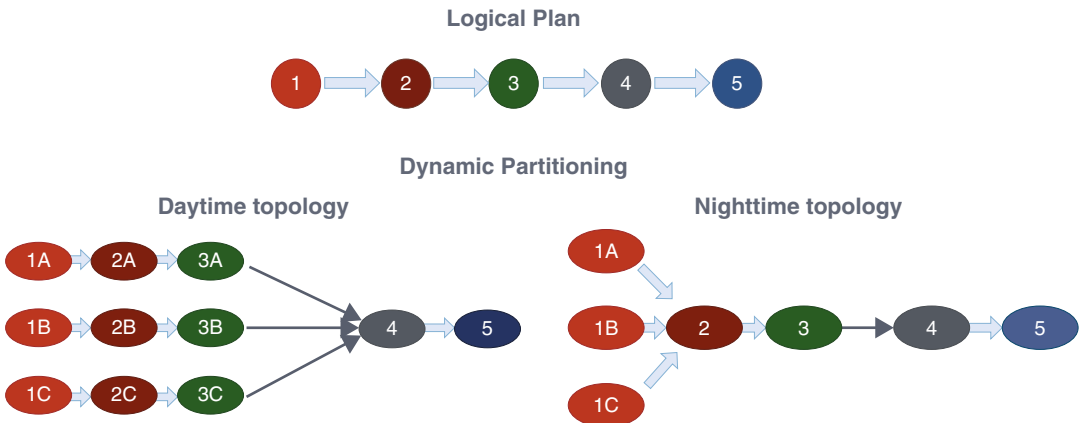 Logical Plan
1 2 3 4 5
Dynamic Partitioning
Daytime topology
1A 2A 3A
1B 2B 3B 4 5
1C 2C 3C
Nighttime topology
1A
1B 2 3 4 5
1C